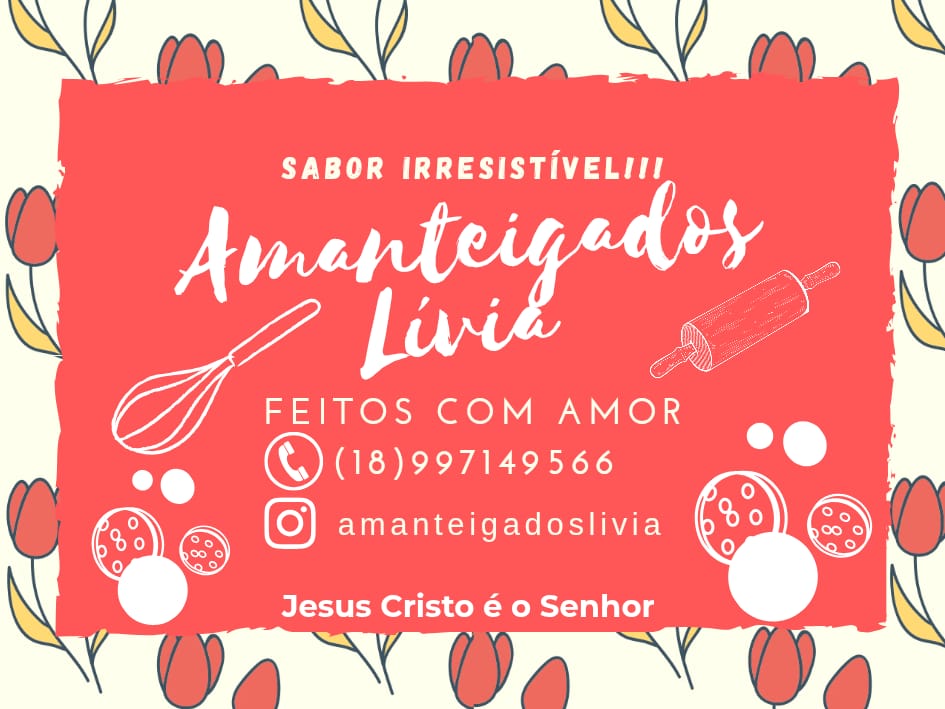 SABOR IRRESISTÍVEL!!!
Amanteigados
Lívia
FEITOS COM AMOR
(18)997149566
amanteigadoslivia
Jesus Cristo é o Senhor